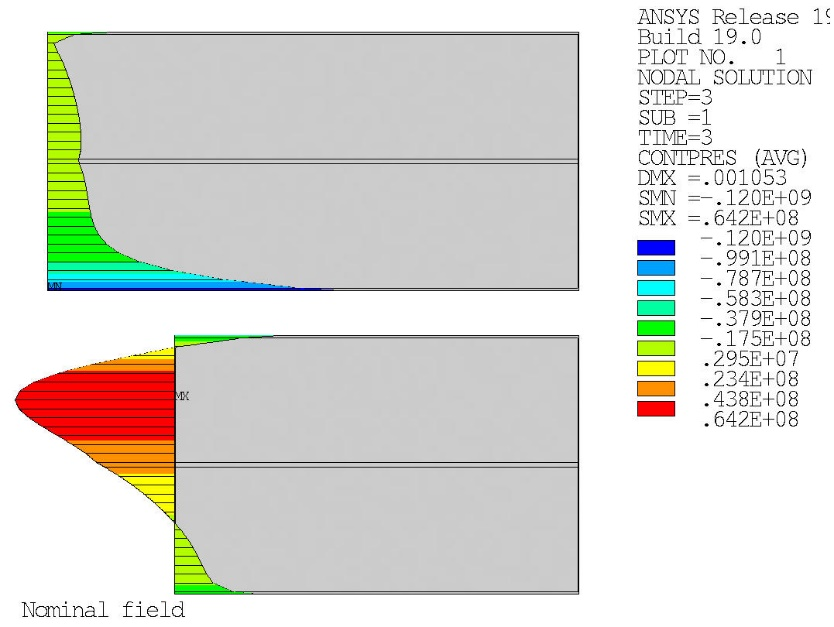 ANSYS Release 19
Build 19.0
PLOT NO. 1
NODAL SOLUTION
STEP=3
SUB =1
TIME=3
CONTPRES (AVG)
DMX =.001053
SMN =-.120E+09
SMX =.642E+08
-.120E+09
-.991E+08
-.787E+08
-.583E+08
-.379E+08
-.175E+08
.295E+07
.234E+08
.438E+08
.642E+08
MN
MX
Nominal field